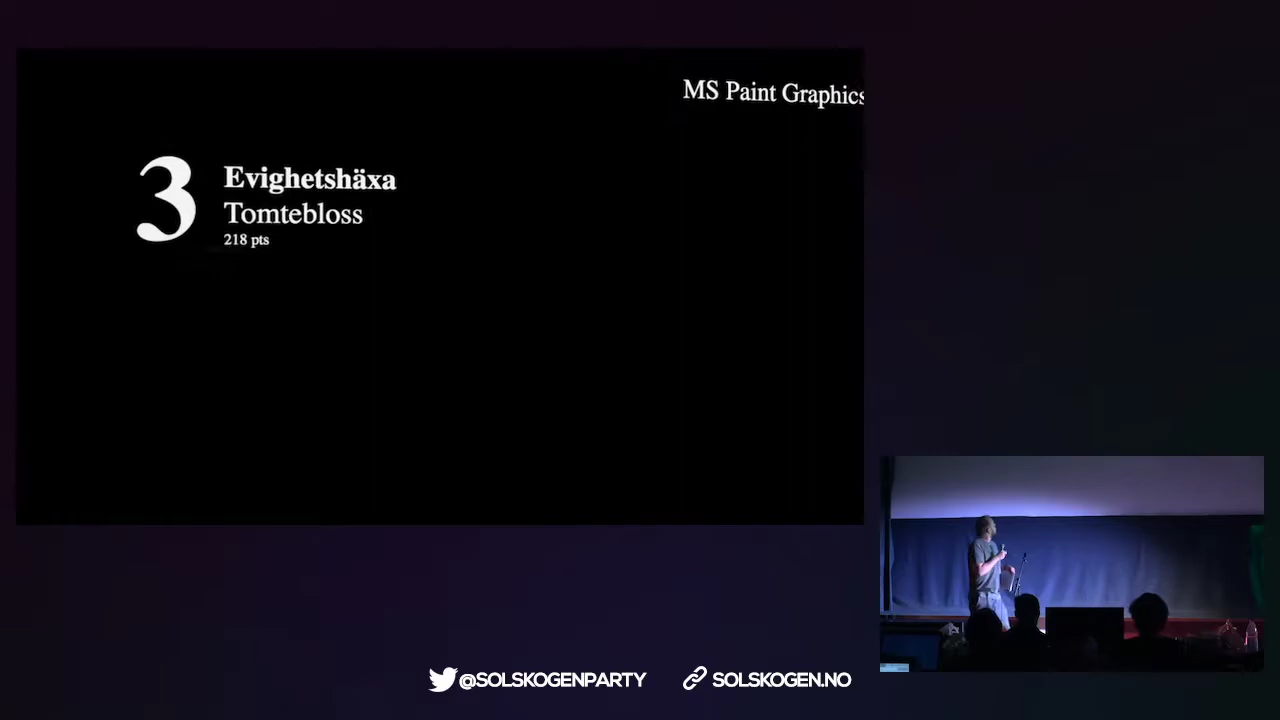 MS Paint Graphics
3
Evighetshäxa
Tomtebloss
218 pts
@SOLSKOGENPARTY
SOLSKOGEN.NO